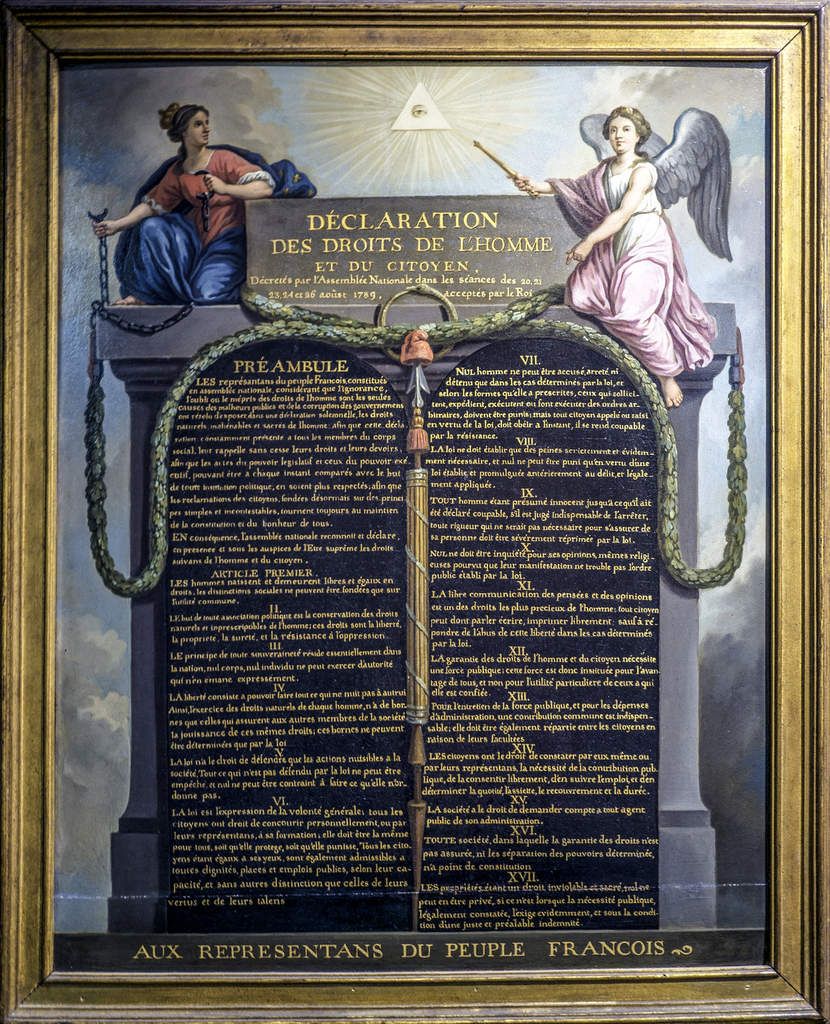 DÉCLARATION
DES DROITS DE L'HOMME
ET DU CITOYEN,
Décretés par l'Assemblée Nationale dans les séances des 20, 21
23, 24 et 26 aoúst 1789, acceptés par le Roi
PRÉAMBULE
LES représantans du peuple Francois, constitués
en assemblée nationale, considérant que l'ignorance,
l'oubli ou le mépris des droits de l'homme sont les seules
causes des malheurs publics et de la corruption des gouvernemens
ont résolu d'exposer dans une déclaration solemnelle, les droits
naturels, inaliénables et sacrés de l'homme; afin que cette décla
ration, constamment présente a tous les membres du corps
social, leur rappelle sans cesse leurs droits et leurs devoirs,
afin que les actes du pouvoir legislatif et ceux du pouvoir exé
cutif, pouvant être a chaque instant comparés avec le but
de toute institution politique, en soient plus respectés; afin que
les reclamations des citoyens, fondées désormais sur des princi
pes simples et incontestables, tournent toujours au maintien
de la constitution et du bonheur de tous.
EN conséquence, l'assemblée nationale reconnoit et déclare,
en presence et sous les auspices de l'Etre suprême les droits
suivans de l'homme et du citoyen.
ARTICLE PREMIER.
LES hommes naissent et demeurent libres et égaux en
droits, les distinctions sociales ne peuvent être fondées que sur
l'utilité commune.
II.
LE but de toute association politique est la conservation des droits
naturels et imprescriptibles de l'homme; ces droits sont la liberté,
la propriete, la sureté, et la résistance à l'oppression.
III.
LE principe de toute souveraineté réside essentiellement dans
la nation, nul corps, nul individu ne peut exercer d'autorité
qui n'en émane expressément.
IV
LA liberté consiste a pouvoir faire tout ce qui ne nuit pas à autrui
Ainsi, l'exercice des droits naturels de chaque homme, n'a de bor-
nes que celles qui assurent aux autres membres de la société
la jouissance de ces mêmes droits; ces bornes ne peuvent
être déterminées que par la loi
V
LA loi n'a le droit de défendre que les actions nuisibles a la
société. Tout ce qui n'est pas défendu par la loi ne peut être
empêché, et nul ne peut être contraint à faire ce qu'elle n'or-
donne pas.
VI.
LA loi est l'expression de la volonté générale; tous les
citoyens ont droit de concourir personnellement, ou par
leurs représentans, à sa formation; elle doit être la même
pour tous, soit qu'elle protege, soit qu'elle punisse. Tous les cito-
yens étant égaux a ses yeux, sont également admissibles a
toutes dignités, places et emplois publics, selon leur ca-
pacité, et sans autres distinction que celles de leurs
vertus et de leurs talens
VII.
NUL homme ne peut être accusé, arreté, ni
détenu que dans les cas déterminés par la loi, et
selon les formes qu'elle a prescrites, ceux qui sollici-
tent, expédient, exécutent ou font exécuter des ordres ar-
bitraires, doivent être punis; mais tout citoyen appelé ou saisi
en vertu de la loi, doit obéir a l'instant, il se rend coupable
par la résistance.
VIII.
LA loi ne doit établir que des peines strictement et évidem-
ment nécessaire, et nul ne peut être puni qu'en vertu d'une
loi établie, et promulguée antérierement au délit, et légale-
ment appliquée.
IX.
TOUT homme étant présumé innocent jusqu'a ce qu'il ait
été déclaré coupable, s'il est jugé indispensable de l'arrêter,
toute rigueur qui ne serait pas nécessaire pour s'assurer de
sa personne doit être sévèrement réprimée par la loi.
X.
NUL ne doit être inquiété pour ses opinions, mêmes religi-
euses pourvu que leur manifestation ne trouble pas l'ordre
public établi par la loi.
XI.
LA libre communication des pensées et des opinions
est un des droits les plus precieux de l'homme; tout citoyen
peut dont parler écrire, imprimer librement; sauf a ré-
pondre de l'abus de cette liberté dans les cas déterminés
par la loi.
XII.
LA garantie des droits de l'homme et du citoyen, nécessite
une force publique; cette force est donc instituée pour l'avan-
tage de tous, et non pour l'utilité particuliere de ceux a qui
elle est confiée.
XIII.
POUR l'entretien de la force publique, et pour les dépenses
d'administration, une contribution commune est indispen-
sable; elle doit être également répartie entre les citoyens en
raison de leurs facultées
XIV.
LES citoyens ont le droit de constater par eux même ou
par leurs représentans, la nécessité de la contribution pub-
lique, de la consentir librement, d'en suivre l'emploi, et d'en
déterminer la quotité, l'assiette, le recouvrement et la durée.
XV.
LA société a le droit de demander compte a tout agent
public de son administration.
XVI.
TOUTE société, dans laquelle la garantie des droits n'est
pas assurée, ni les séparation des pouvoirs déterminée,
n'a point de constitution
XVII.
LES propriétés étant un droit inviolable et sacré, nul ne
peut en être privé, si ce n'est lorsque la nécessité publique,
légalement constatée, l'exige evidemment, et sous la condi-
tion d'une juste et préalable indemnité.
AUX REPRESENTANS DU PEUPLE FRANCOIS